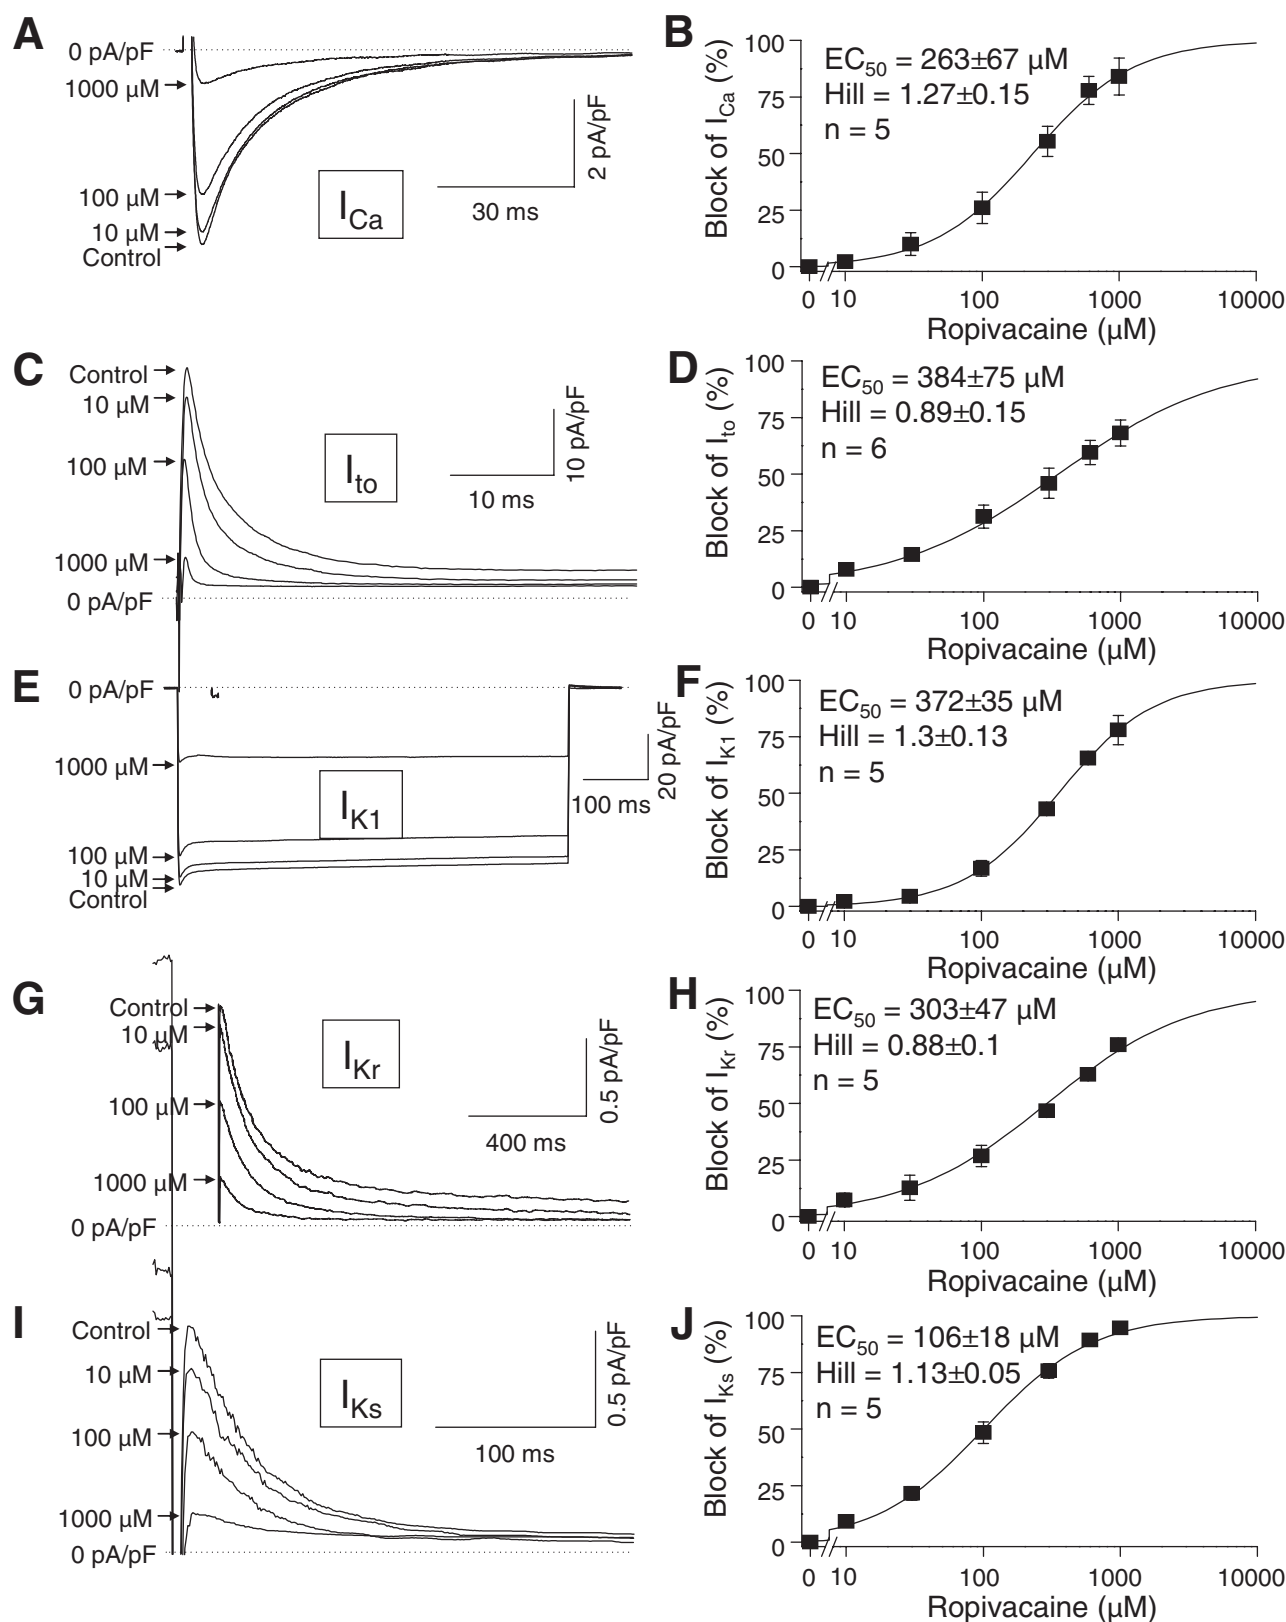 A
0 pA/pF
1000 µM
100 µM
10 µM
Control
I_Ca
2 pA/pF
30 ms
B
Block of I_Ca (%)
100
75
50
25
0
EC50 = 263±67 µM
Hill = 1.27±0.15
n = 5
0 10 100 1000 10000
Ropivacaine (µM)
C
Control
10 µM
100 µM
1000 µM
0 pA/pF
I_to
10 pA/pF
10 ms
D
Block of I_to (%)
100
75
50
25
0
EC50 = 384±75 µM
Hill = 0.89±0.15
n = 6
0 10 100 1000 10000
Ropivacaine (µM)
E
0 pA/pF
1000 µM
100 µM
10 µM
Control
I_K1
20 pA/pF
100 ms
F
Block of I_K1 (%)
100
75
50
25
0
EC50 = 372±35 µM
Hill = 1.3±0.13
n = 5
0 10 100 1000 10000
Ropivacaine (µM)
G
Control
10 µM
100 µM
1000 µM
0 pA/pF
I_Kr
0.5 pA/pF
400 ms
H
Block of I_Kr (%)
100
75
50
25
0
EC50 = 303±47 µM
Hill = 0.88±0.1
n = 5
0 10 100 1000 10000
Ropivacaine (µM)
I
Control
10 µM
100 µM
1000 µM
0 pA/pF
I_Ks
0.5 pA/pF
100 ms
J
Block of I_Ks (%)
100
75
50
25
0
EC50 = 106±18 µM
Hill = 1.13±0.05
n = 5
0 10 100 1000 10000
Ropivacaine (µM)